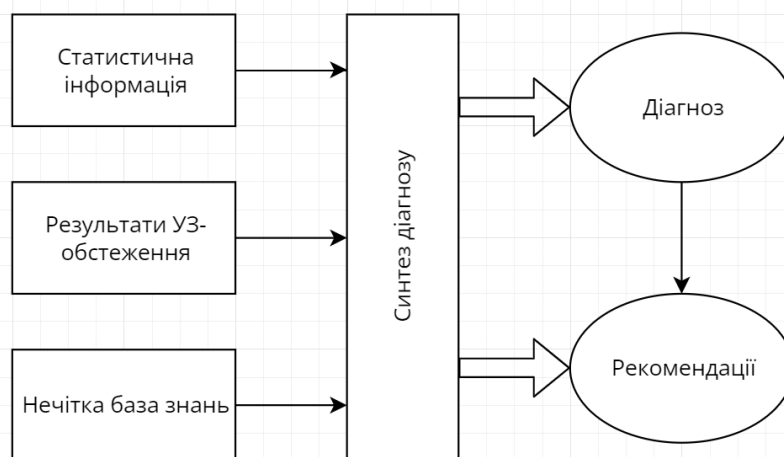 Статистична
інформація
Результати УЗ-
обстеження
Нечітка база знань
Синтез діагнозу
Діагноз
Рекомендації